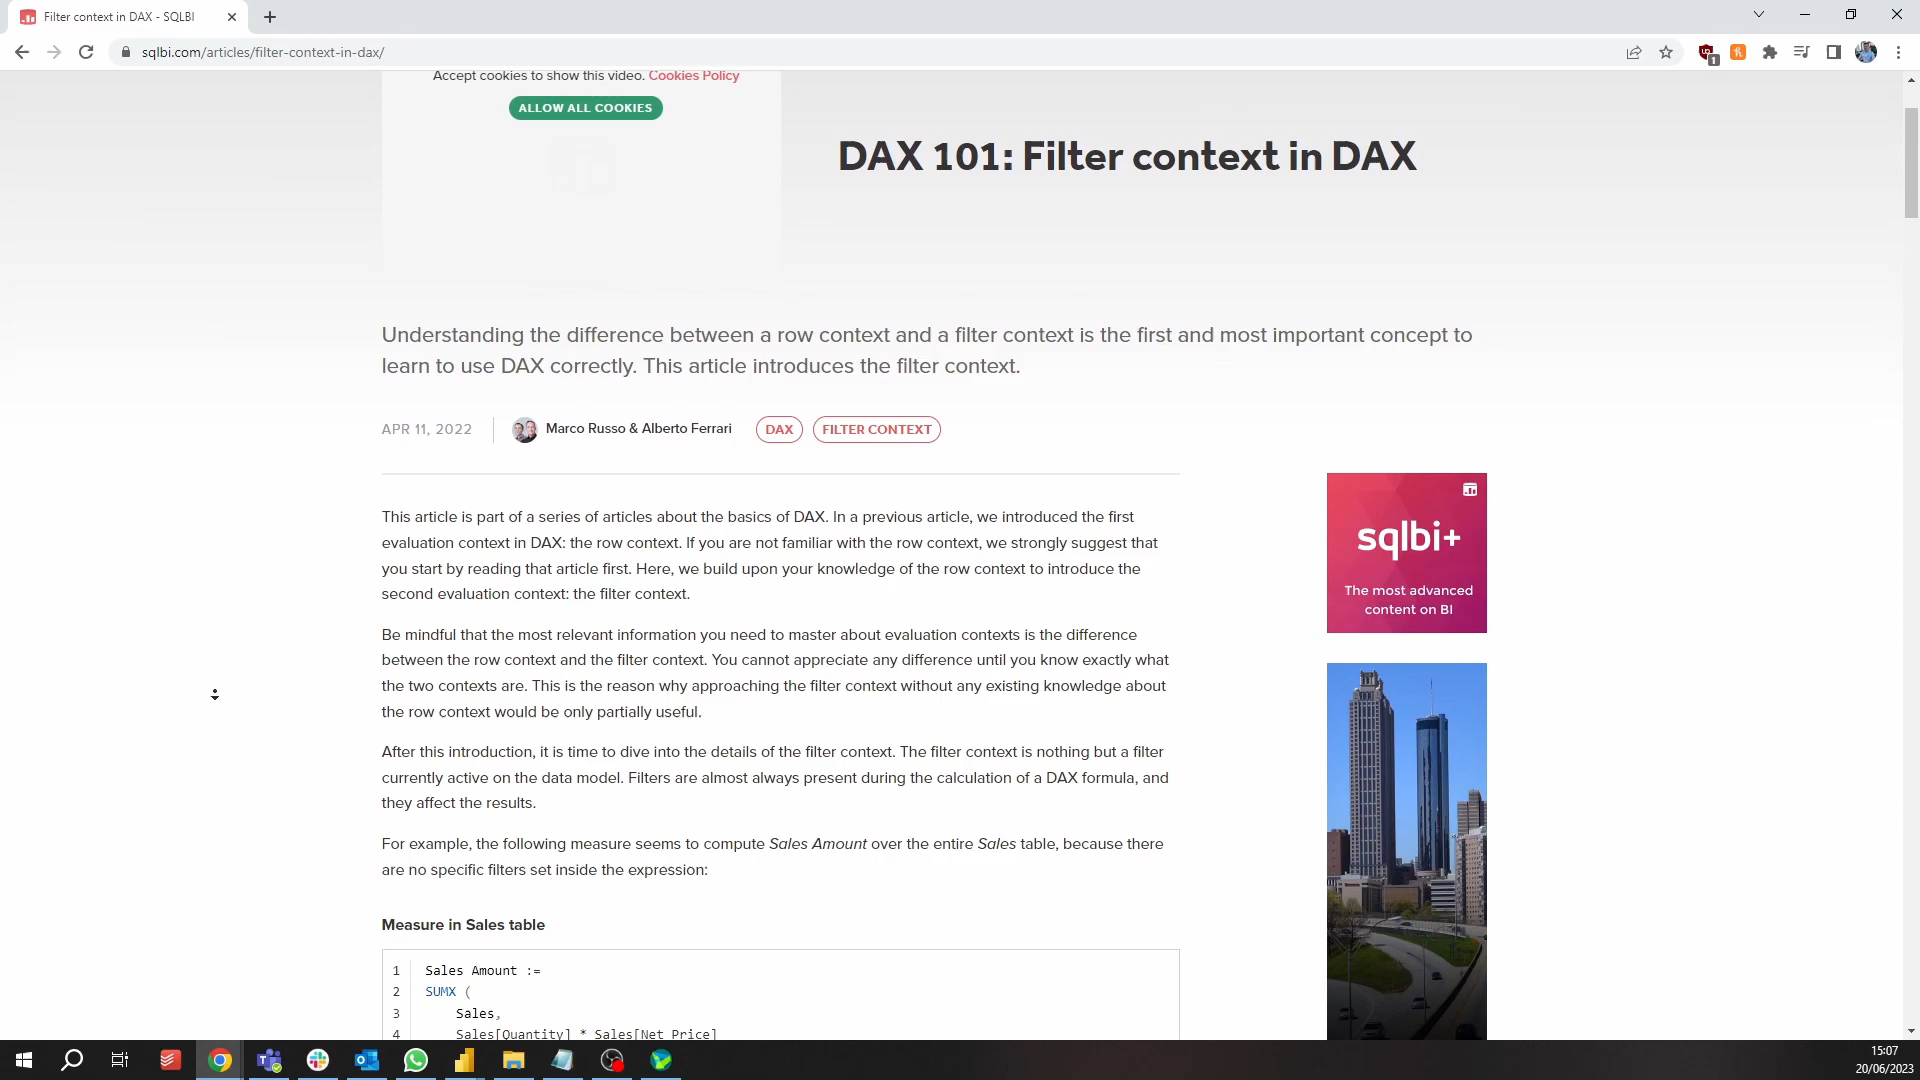 Filter context in DAX - SQLBI
sqlbi.com/articles/filter-context-in-dax/
1
Accept cookies to show this video. Cookies Policy
ALLOW ALL COOKIES
DAX 101: Filter context in DAX
Understanding the difference between a row context and a filter context is the first and most important concept to
learn to use DAX correctly. This article introduces the filter context.
APR 11, 2022
Marco Russo & Alberto Ferrari
DAX
FILTER CONTEXT
This article is part of a series of articles about the basics of DAX. In a previous article, we introduced the first
evaluation context in DAX: the row context. If you are not familiar with the row context, we strongly suggest that
you start by reading that article first. Here, we build upon your knowledge of the row context to introduce the
second evaluation context: the filter context.
Be mindful that the most relevant information you need to master about evaluation contexts is the difference
between the row context and the filter context. You cannot appreciate any difference until you know exactly what
the two contexts are. This is the reason why approaching the filter context without any existing knowledge about
the row context would be only partially useful.
After this introduction, it is time to dive into the details of the filter context. The filter context is nothing but a filter
currently active on the data model. Filters are almost always present during the calculation of a DAX formula, and
they affect the results.
For example, the following measure seems to compute Sales Amount over the entire Sales table, because there
are no specific filters set inside the expression:
Measure in Sales table
1 Sales Amount :=
2 SUMX (
3 Sales,
4 Sales[Quantity] * Sales[Net Price]
sqlbi+
The most advanced
content on BI
15:07
20/06/2023